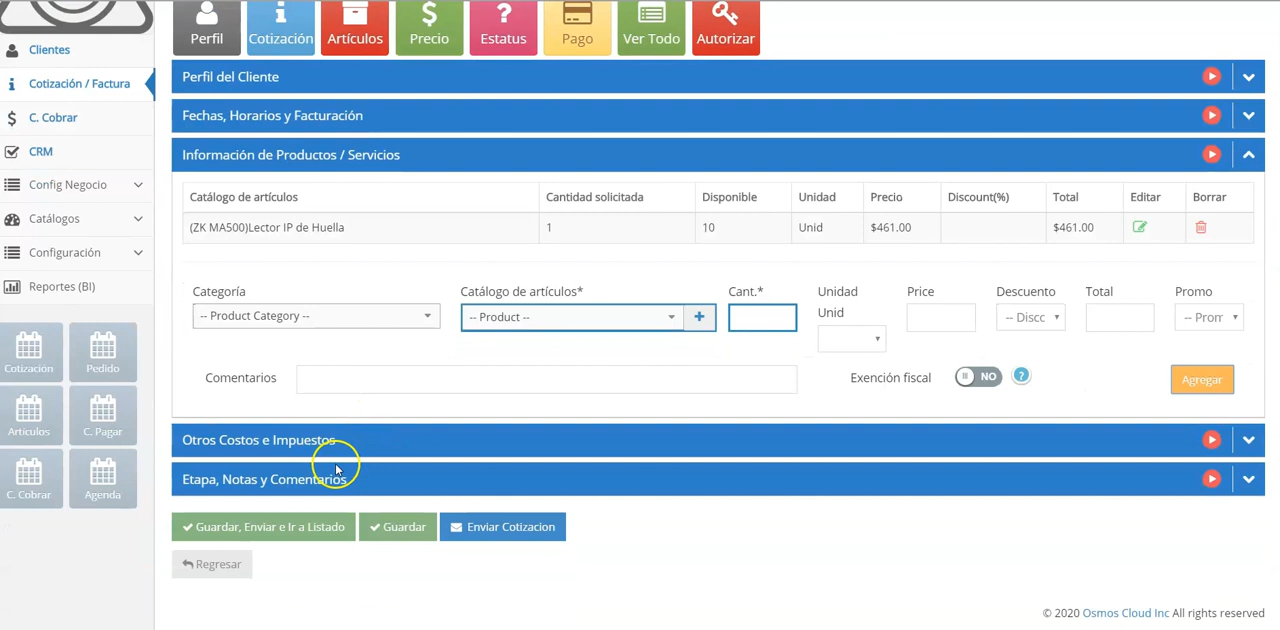 Perfil
Cotización
Artículos
Precio
Estatus
Pago
Ver Todo
Autorizar
Clientes
Cotización / Factura
C. Cobrar
CRM
Config Negocio
Catálogos
Configuración
Reportes (BI)
Cotización
Pedido
Artículos
C. Pagar
C. Cobrar
Agenda
Perfil del Cliente
Fechas, Horarios y Facturación
Información de Productos / Servicios
Catálogo de artículos Cantidad solicitada Disponible Unidad Precio Discount(%) Total Editar Borrar
(ZK MA500)Lector IP de Huella 1 10 Unid $461.00 $461.00
Categoría Catálogo de artículos* Cant.* Unidad Price Descuento Total Promo
Unid
-- Product Category -- -- Product -- -- Discc -- Prom
Comentarios Exención fiscal NO Agregar
Otros Costos e Impuestos
Etapa, Notas y Comentarios
Guardar, Enviar e Ir a Listado Guardar Enviar Cotizacion
Regresar
© 2020 Osmos Cloud Inc All rights reserved